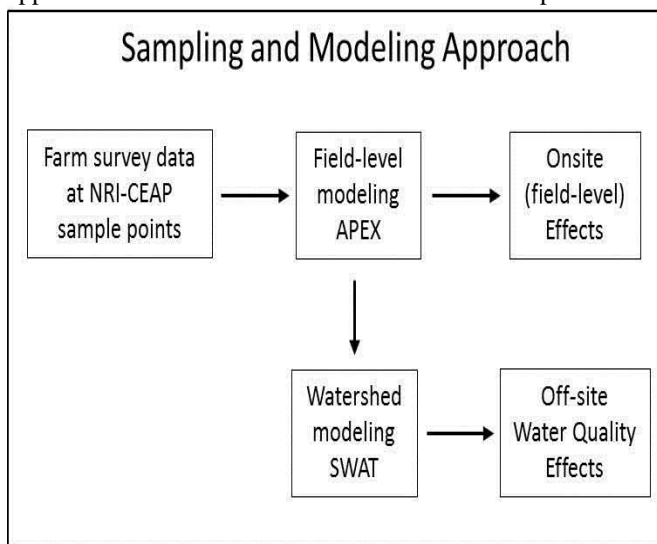 Sampling and Modeling Approach
Farm survey data
at NRI-CEAP
sample points
Field-level
modeling
APEX
Onsite
(field-level)
Effects
Watershed
modeling
SWAT
Off-site
Water Quality
Effects